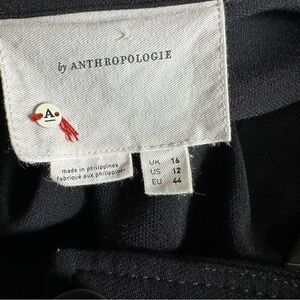 by ANTHROPOLOGIE
A.
made in philippines
fabriqué aux philippines
UK 16
US 12
EU 44